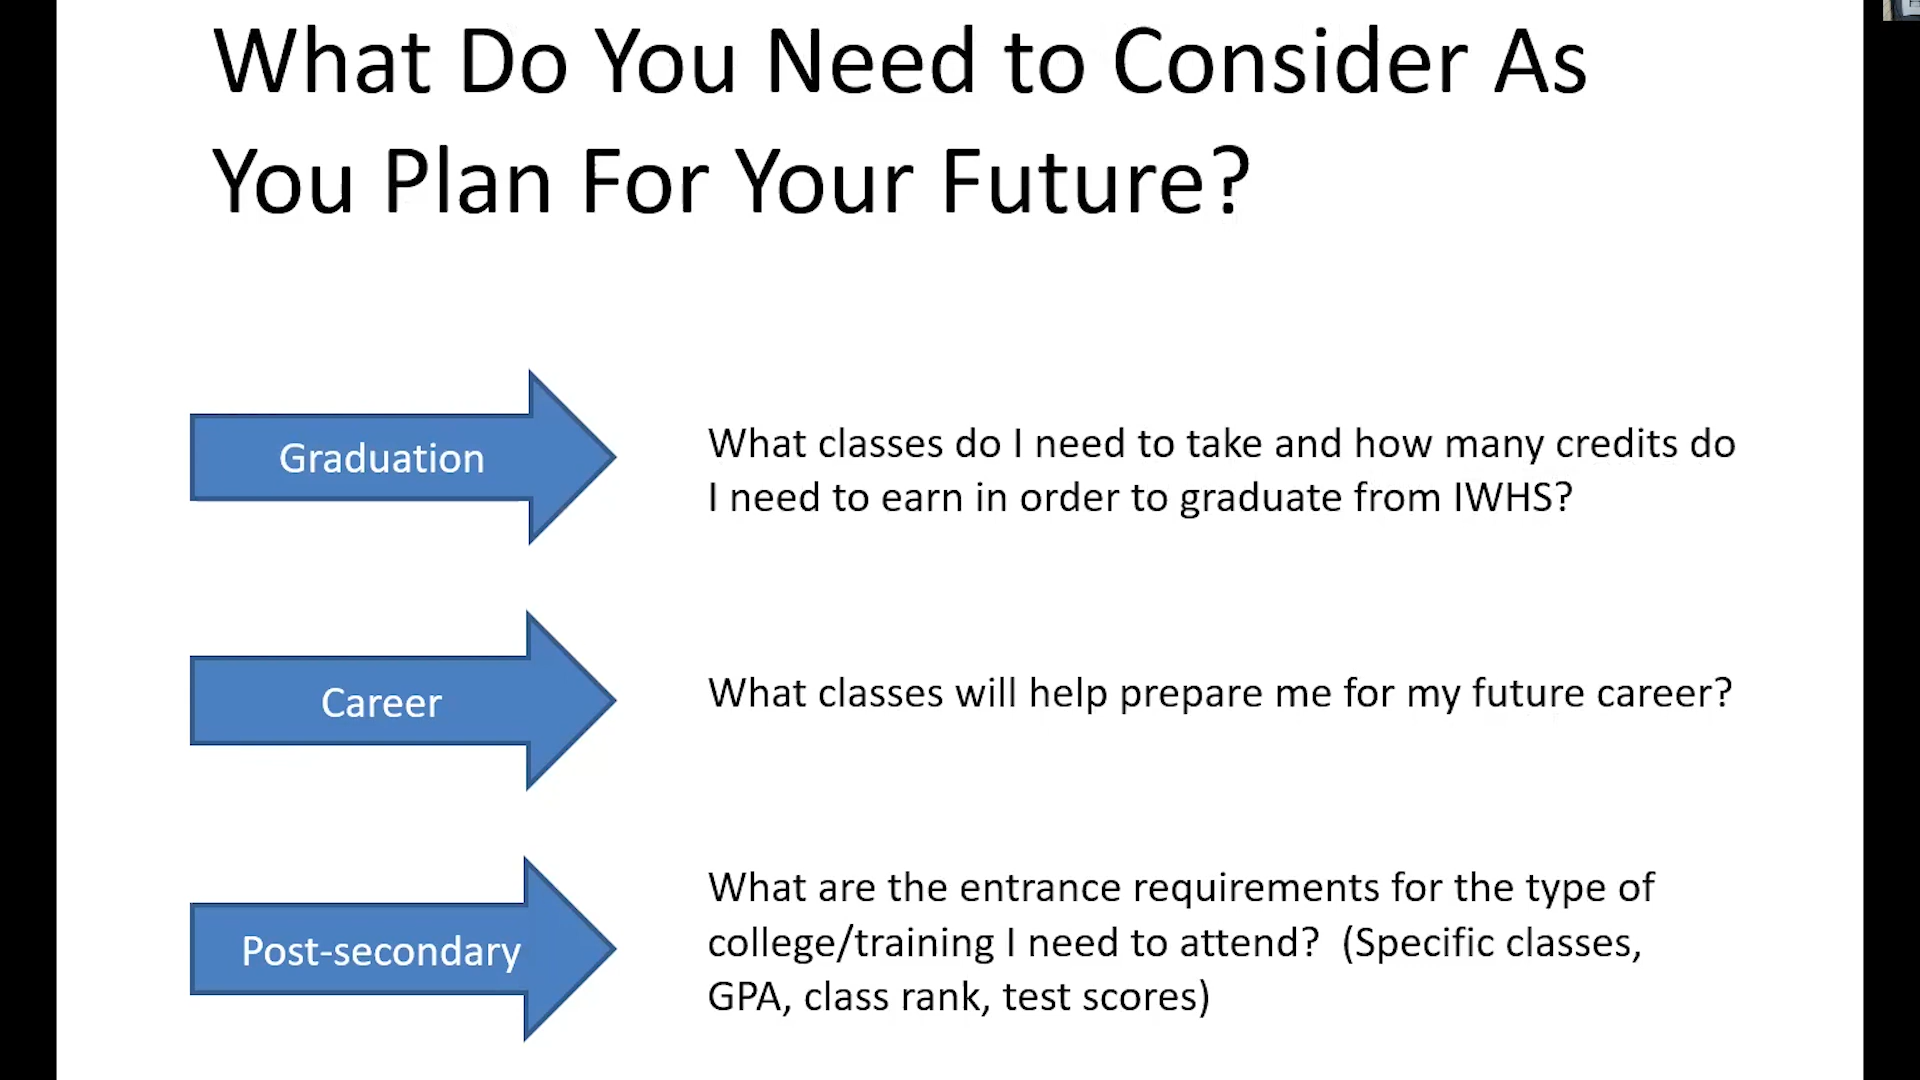 What Do You Need to Consider As
You Plan For Your Future?
Graduation
What classes do I need to take and how many credits do
I need to earn in order to graduate from IWHS?
Career
What classes will help prepare me for my future career?
Post-secondary
What are the entrance requirements for the type of
college/training I need to attend?  (Specific classes,
GPA, class rank, test scores)